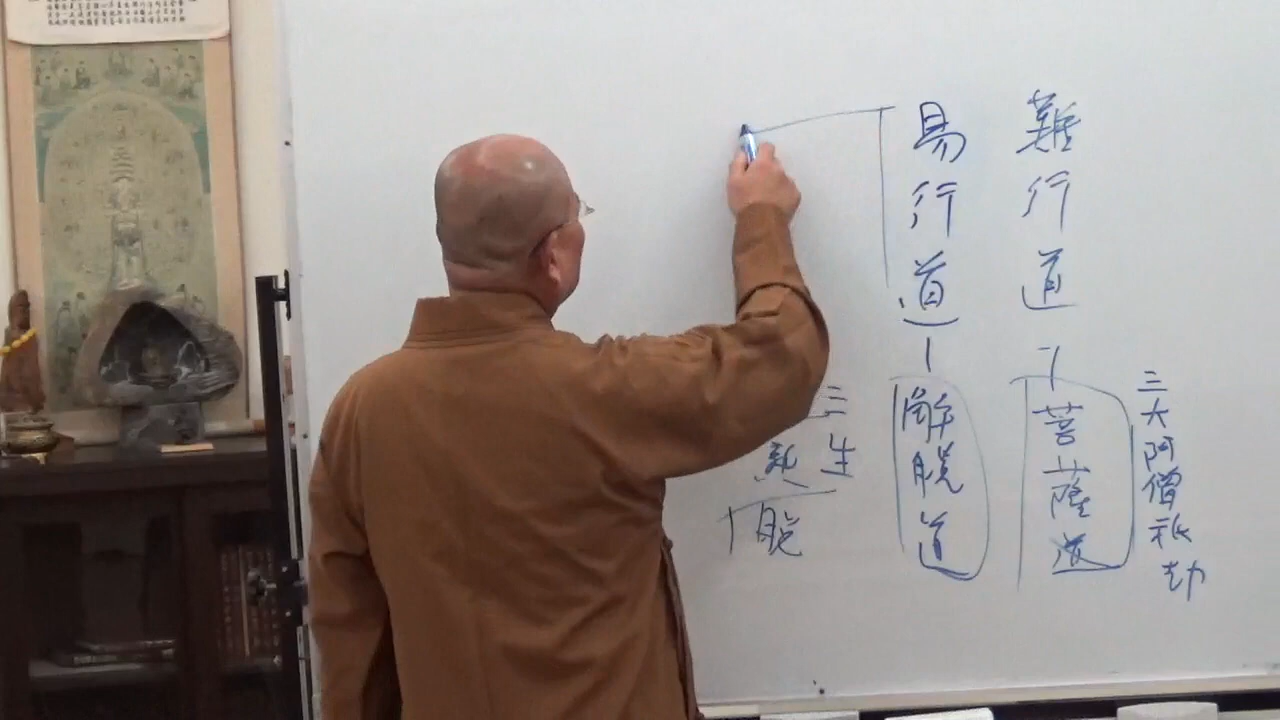 三大阿僧祇劫
難行道－菩薩道
易行道－解脫道
三生
熟
脫